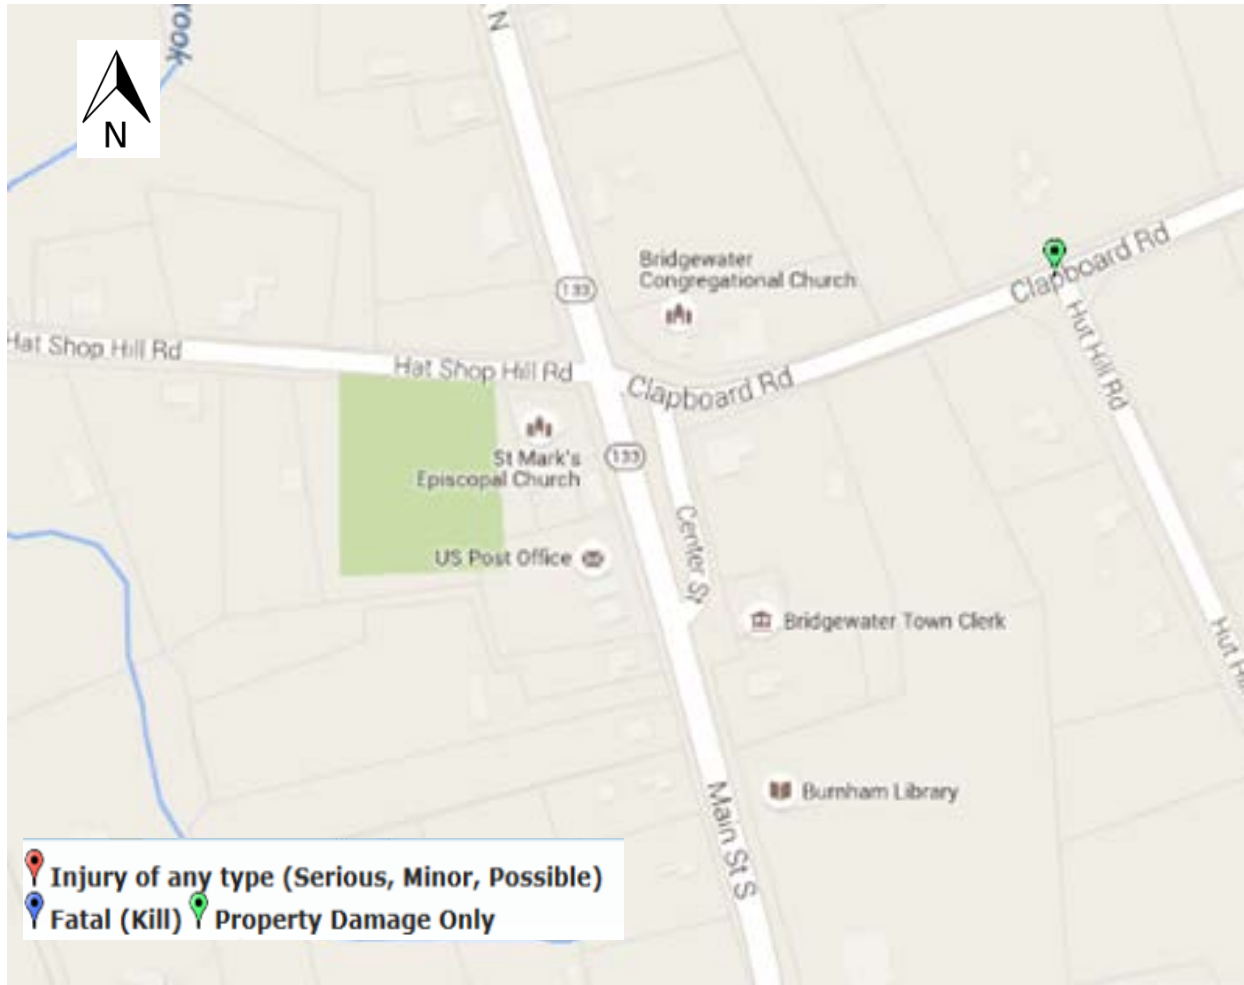 rook
N
N
133
Bridgewater
Congregational Church
Clapboard Rd
Hat Shop Hill Rd
Hat Shop Hill Rd
Clapboard Rd
Hut Hill Rd
St Mark's
Episcopal Church
133
Center St
US Post Office
Bridgewater Town Clerk
Hut
Burnham Library
Main St S
Injury of any type (Serious, Minor, Possible)
Fatal (Kill) Property Damage Only